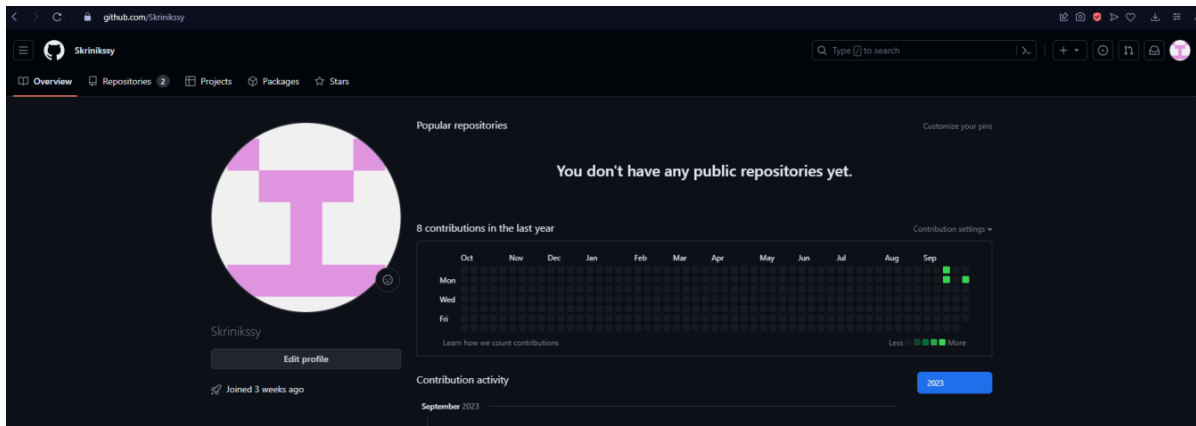 github.com/Skrinikssy
Skrinikssy
Type / to search
Overview
Repositories 2
Projects
Packages
Stars
Popular repositories
Customize your pins
You don't have any public repositories yet.
8 contributions in the last year
Contribution settings
Oct Nov Dec Jan Feb Mar Apr May Jun Jul Aug Sep
Mon
Wed
Fri
Learn how we count contributions
Less More
Skrinikssy
Edit profile
Joined 3 weeks ago
Contribution activity
2023
September 2023